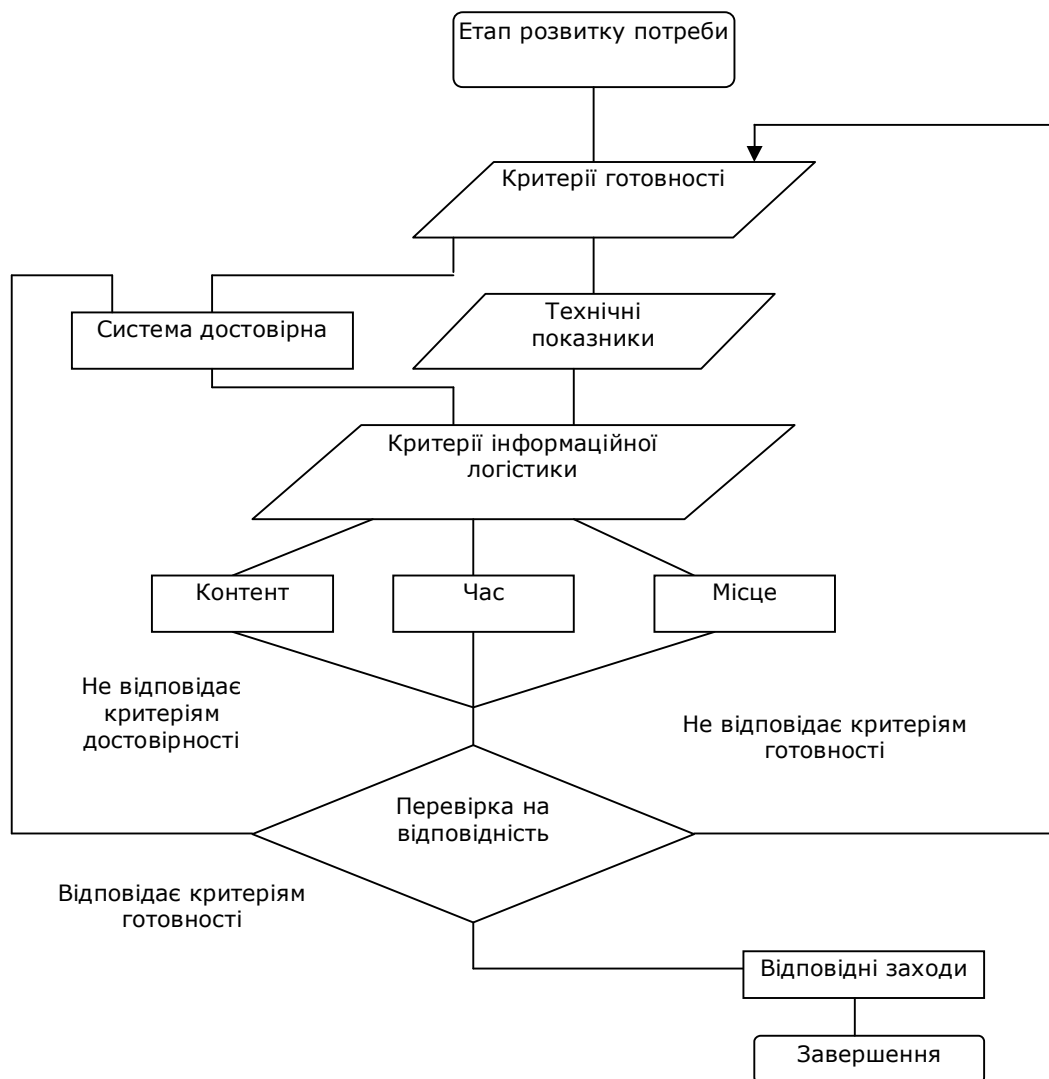 Етап розвитку потреби
Критерії готовності
Система достовірна
Технічні
показники
Критерії інформаційної
логістики
Контент
Час
Місце
Не відповідає
критеріям
достовірності
Не відповідає критеріям
готовності
Перевірка на
відповідність
Відповідає критеріям
готовності
Відповідні заходи
Завершення